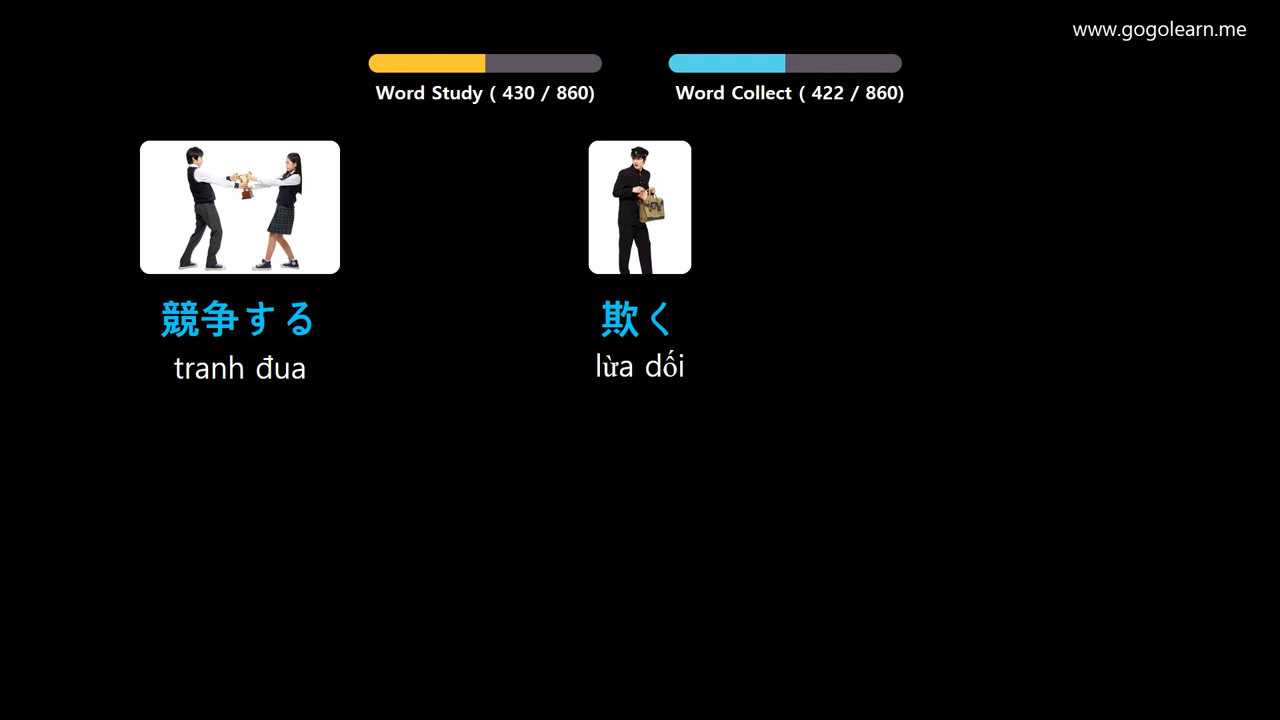 www.gogolearn.me
Word Study ( 430 / 860)
Word Collect ( 422 / 860)
競争する
tranh đua
欺く
lừa dối